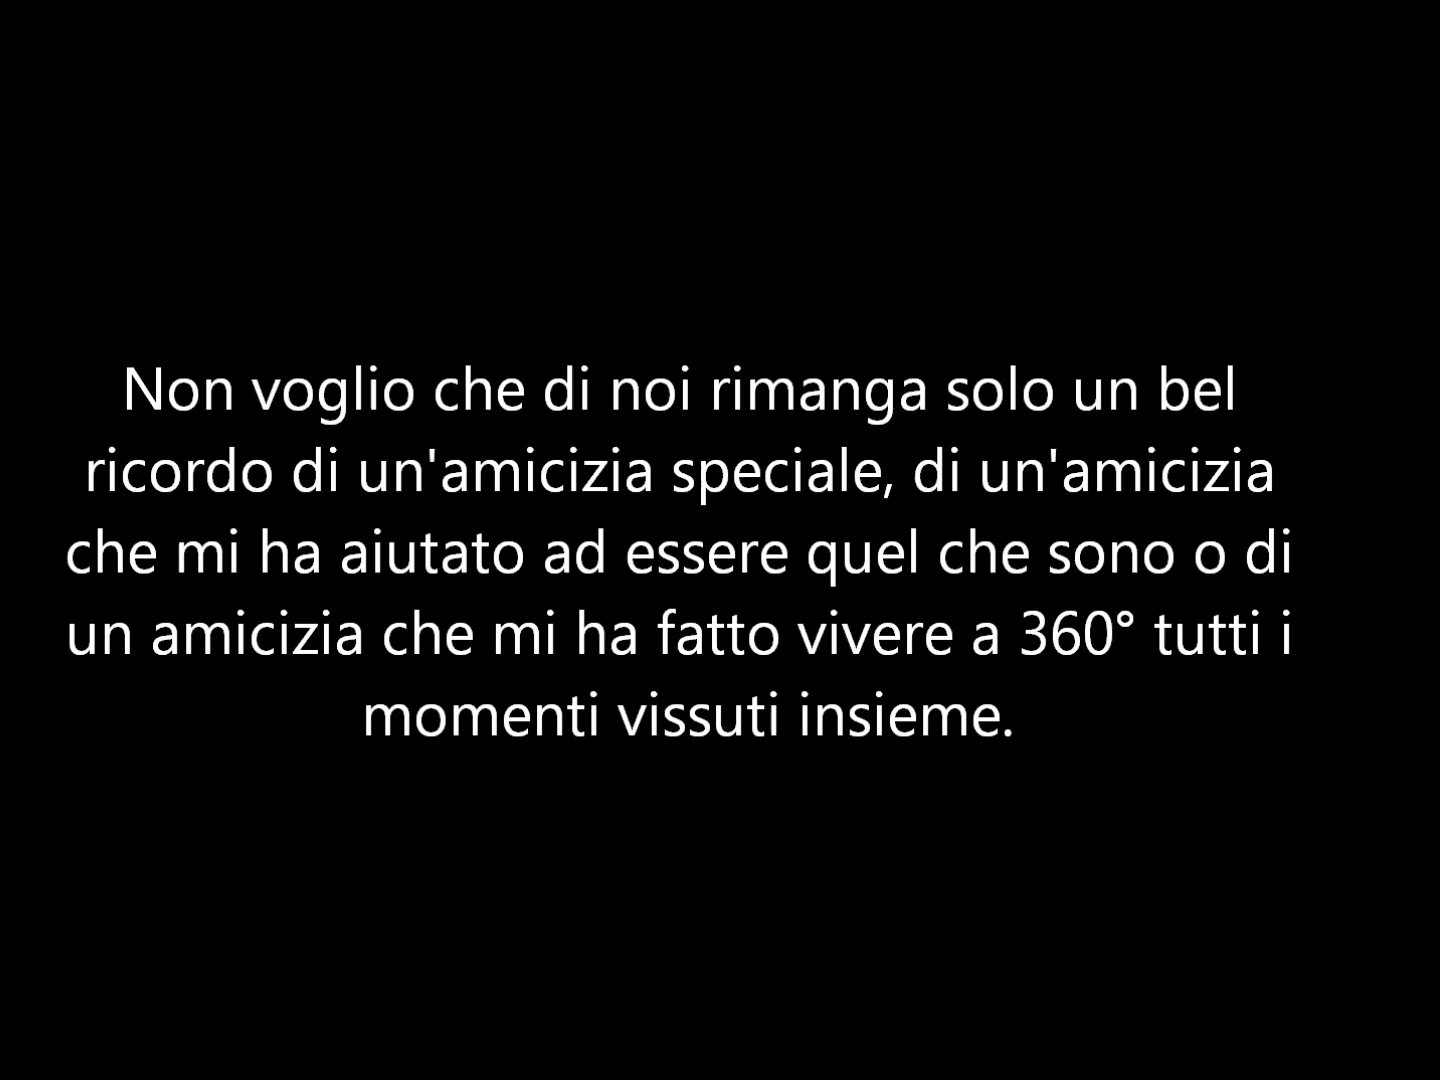 Non voglio che di noi rimanga solo un bel
ricordo di un'amicizia speciale, di un'amicizia
che mi ha aiutato ad essere quel che sono o di
un amicizia che mi ha fatto vivere a 360° tutti i
momenti vissuti insieme.